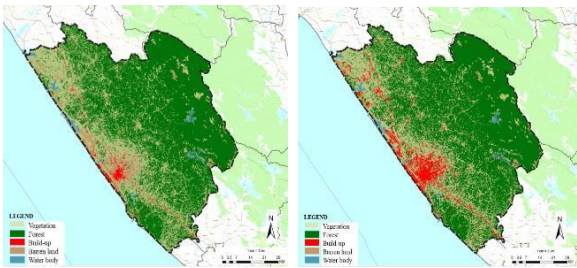 LEGEND
Vegetation
Forest
Build-up
Barren land
Water body
N
LEGEND
Vegetation
Forest
Build up
Barren land
Water body
N